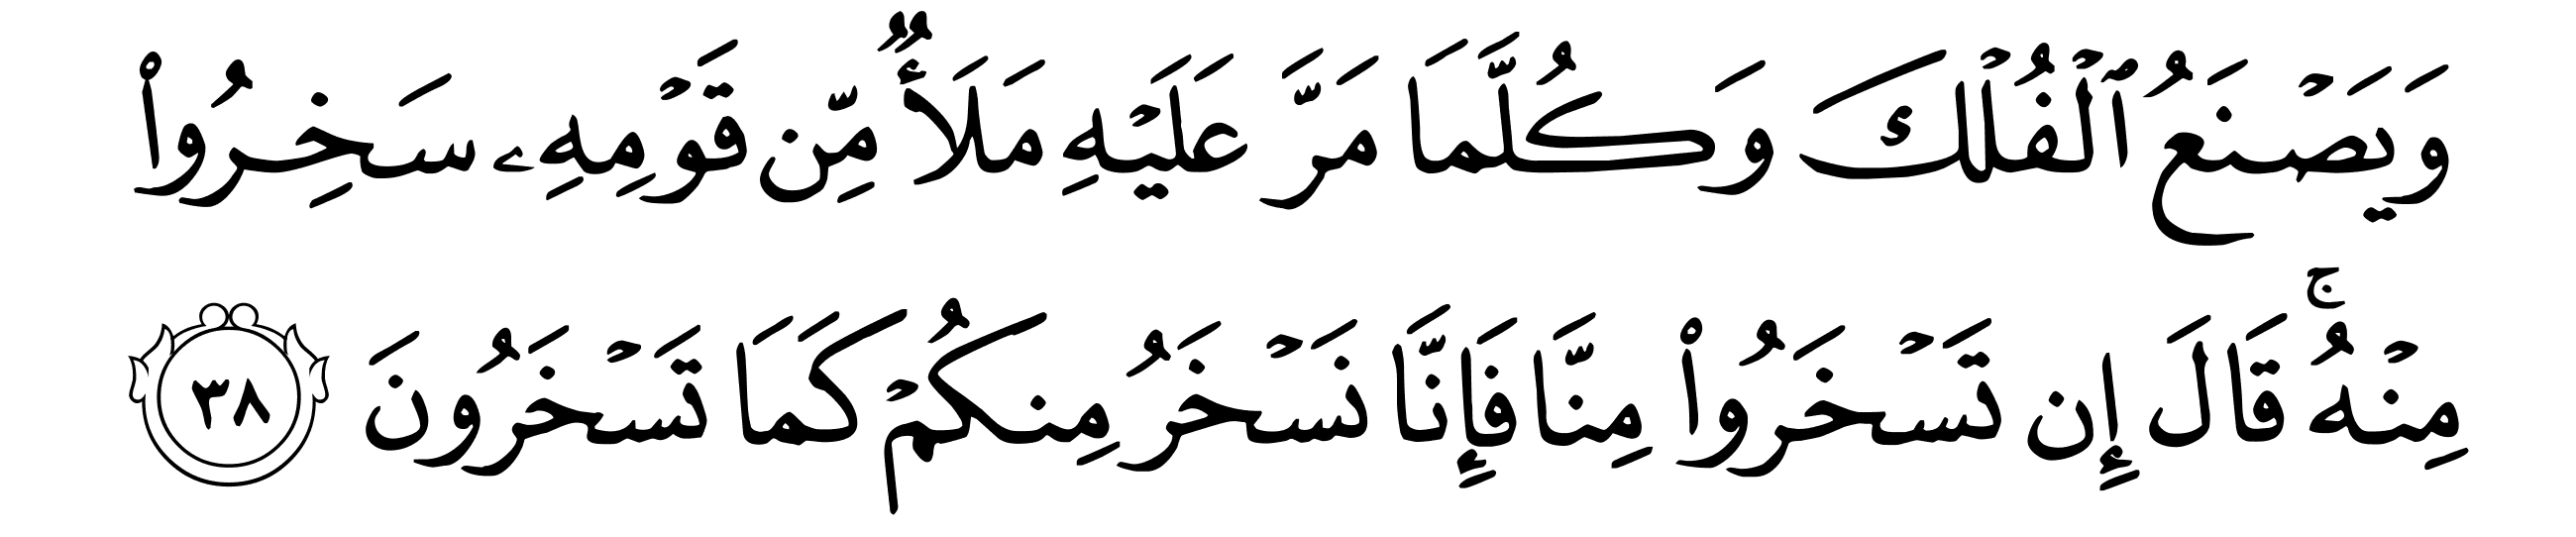 وَيَصۡنَعُ ٱلۡفُلۡكَ وَكُلَّمَا مَرَّ عَلَيۡهِ مَلَأٞ مِّن قَوۡمِهِۦ سَخِرُواْ
مِنۡهُۚ قَالَ إِن تَسۡخَرُواْ مِنَّا فَإِنَّا نَسۡخَرُ مِنكُمۡ كَمَا تَسۡخَرُونَ ٣٨